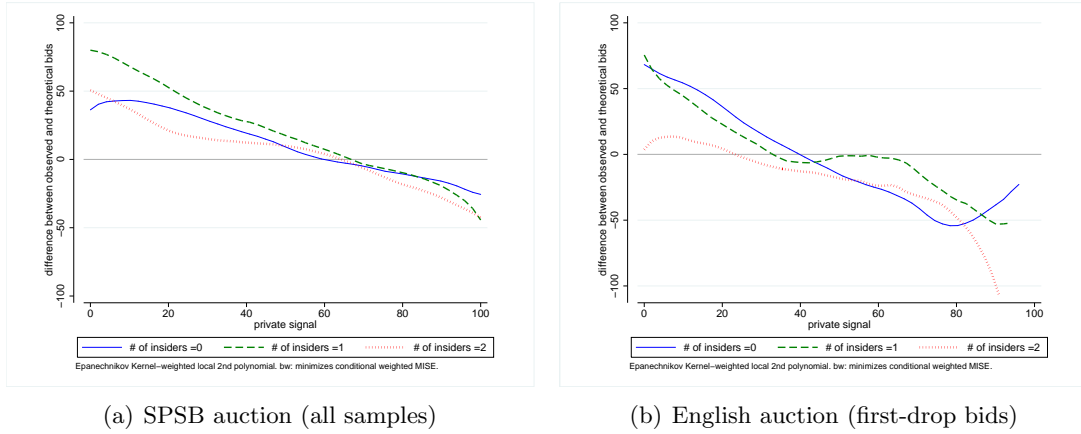 difference between observed and theoretical bids
100
50
0
−50
−100
0 20 40 60 80 100
private signal
# of insiders =0 # of insiders =1 # of insiders =2
Epanechnikov Kernel−weighted local 2nd polynomial. bw: minimizes conditional weighted MISE.
(a) SPSB auction (all samples)
difference between observed and theoretical bids
100
50
0
−50
−100
0 20 40 60 80 100
private signal
# of insiders =0 # of insiders =1 # of insiders =2
Epanechnikov Kernel−weighted local 2nd polynomial. bw: minimizes conditional weighted MISE.
(b) English auction (first-drop bids)